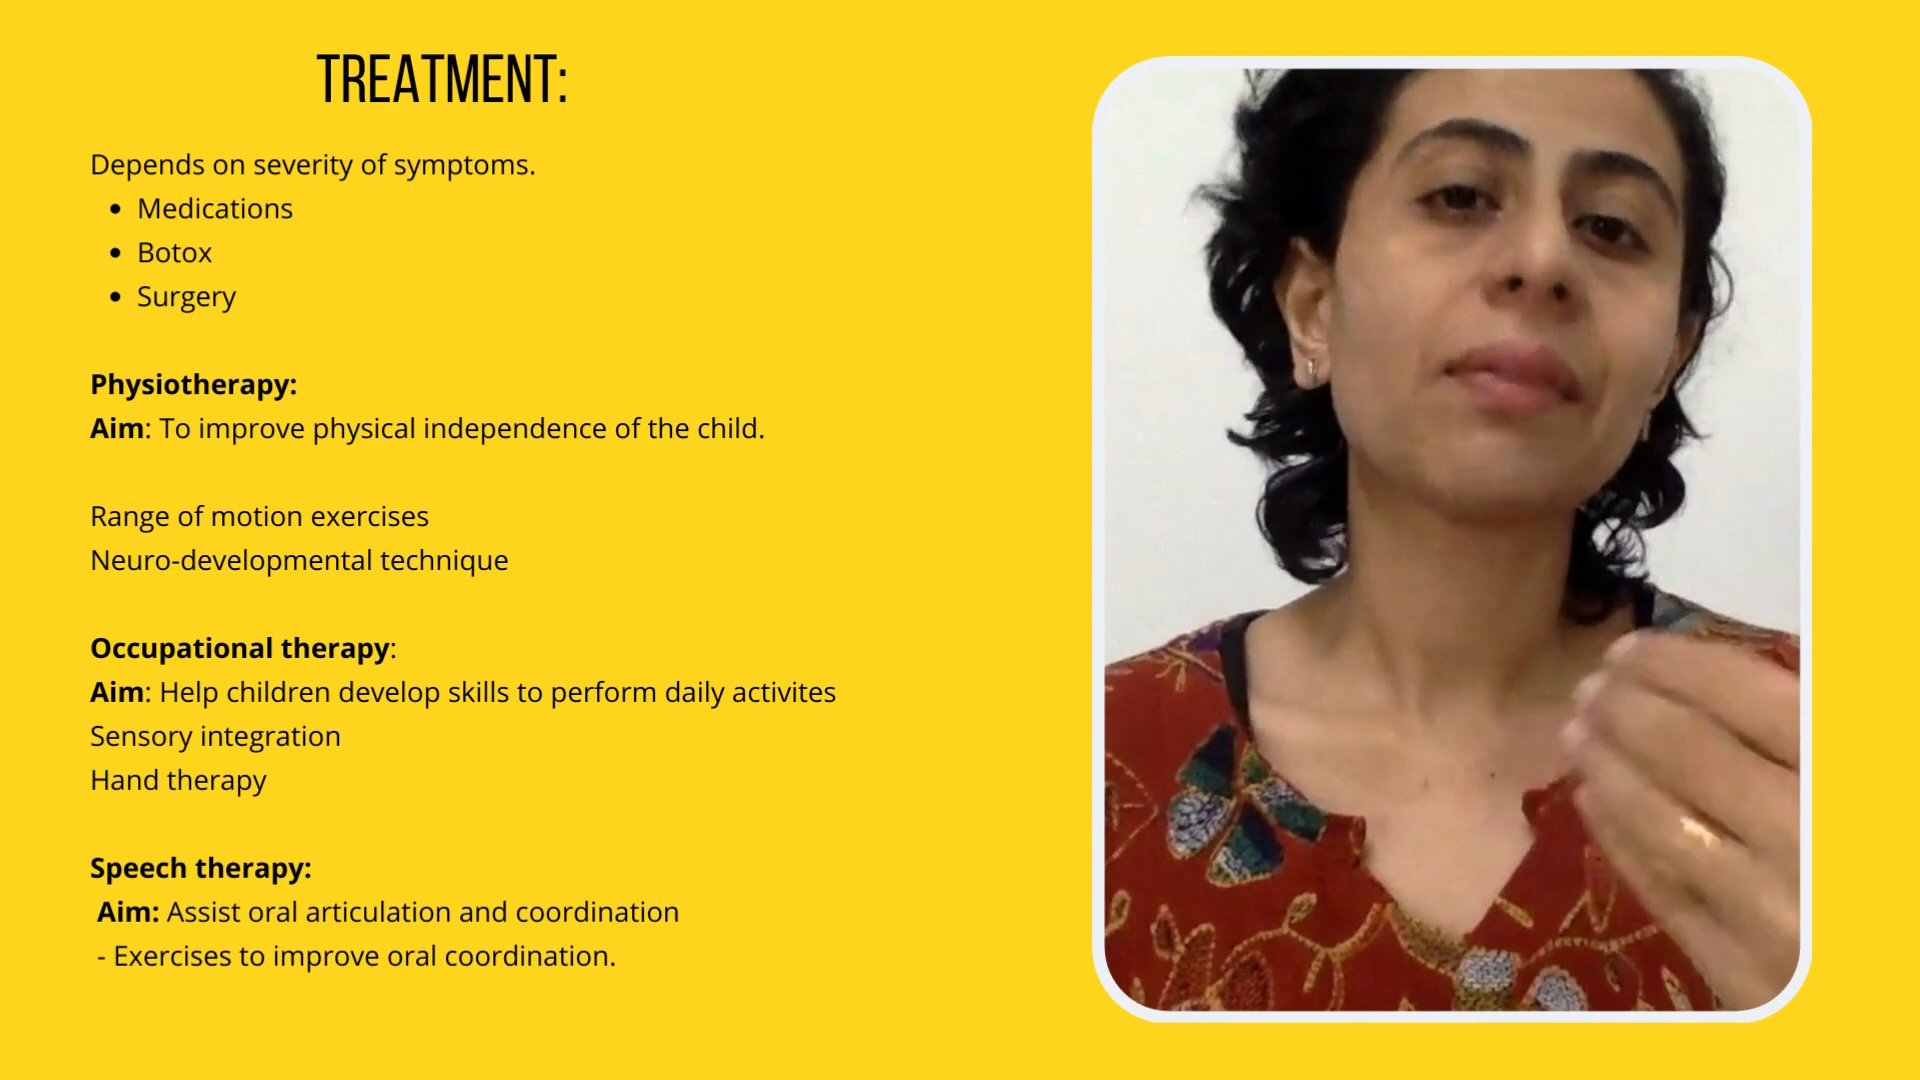 TREATMENT:
Depends on severity of symptoms.
• Medications
• Botox
• Surgery
Physiotherapy:
Aim: To improve physical independence of the child.
Range of motion exercises
Neuro-developmental technique
Occupational therapy:
Aim: Help children develop skills to perform daily activites
Sensory integration
Hand therapy
Speech therapy:
Aim: Assist oral articulation and coordination
- Exercises to improve oral coordination.